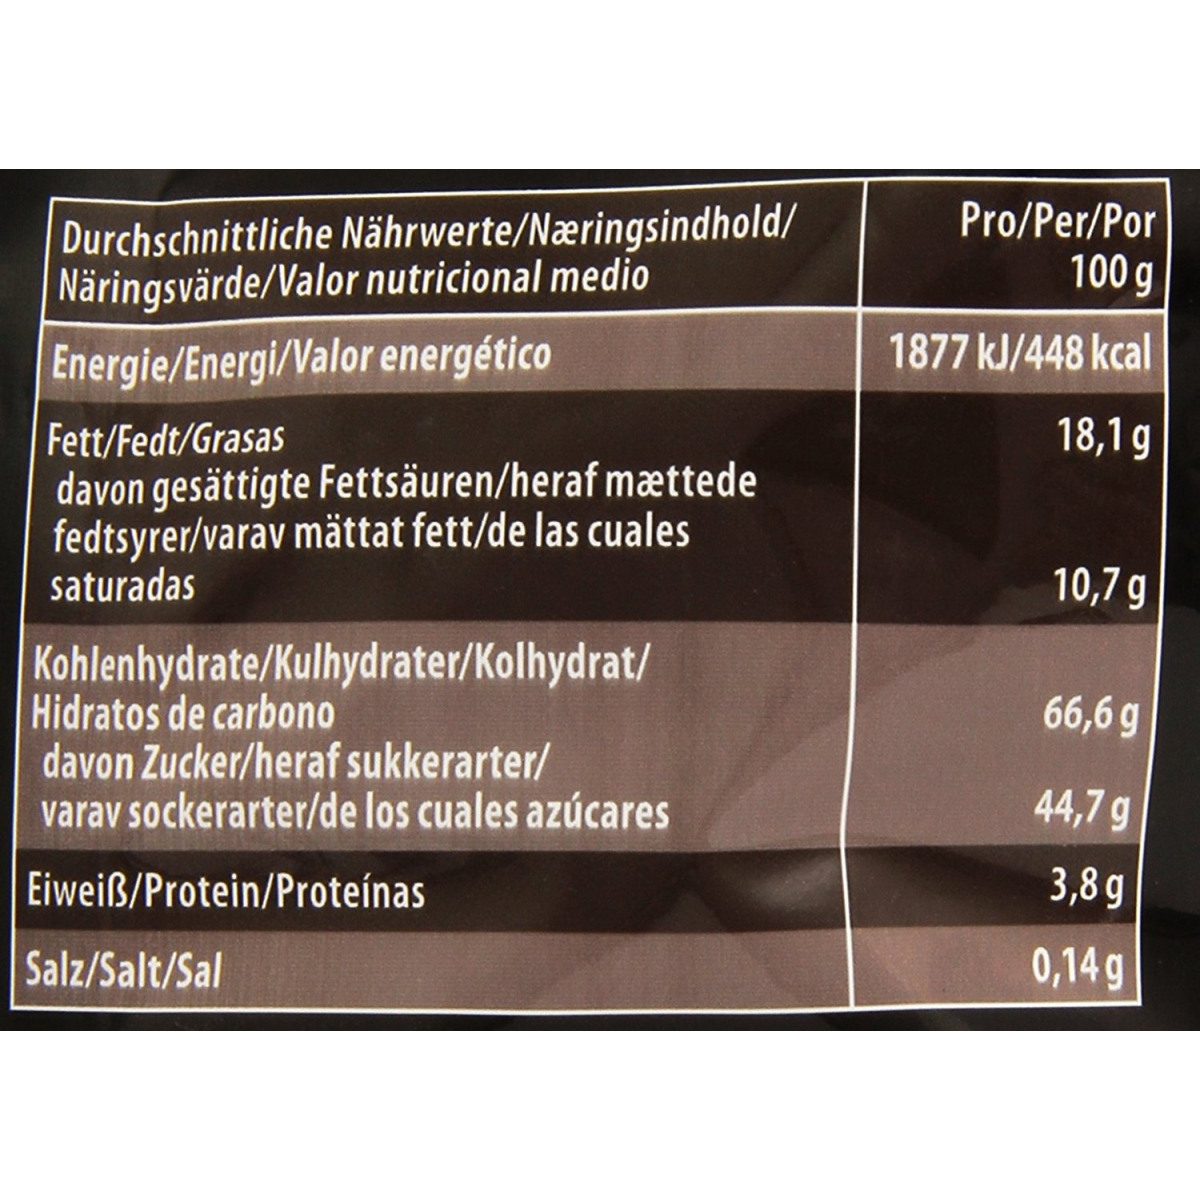 Durchschnittliche Nährwerte/Næringsindhold/
Näringsvärde/Valor nutricional medio
Pro/Per/Por
100 g
Energie/Energi/Valor energético
1877 kJ/448 kcal
Fett/Fedt/Grasas
18,1 g
davon gesättigte Fettsäuren/heraf mættede
fedtsyrer/varav mättat fett/de las cuales
saturadas
10,7 g
Kohlenhydrate/Kulhydrater/Kolhydrat/
Hidratos de carbono
66,6 g
davon Zucker/heraf sukkerarter/
varav sockerarter/de los cuales azúcares
44,7 g
Eiweiß/Protein/Proteínas
3,8 g
Salz/Salt/Sal
0,14 g